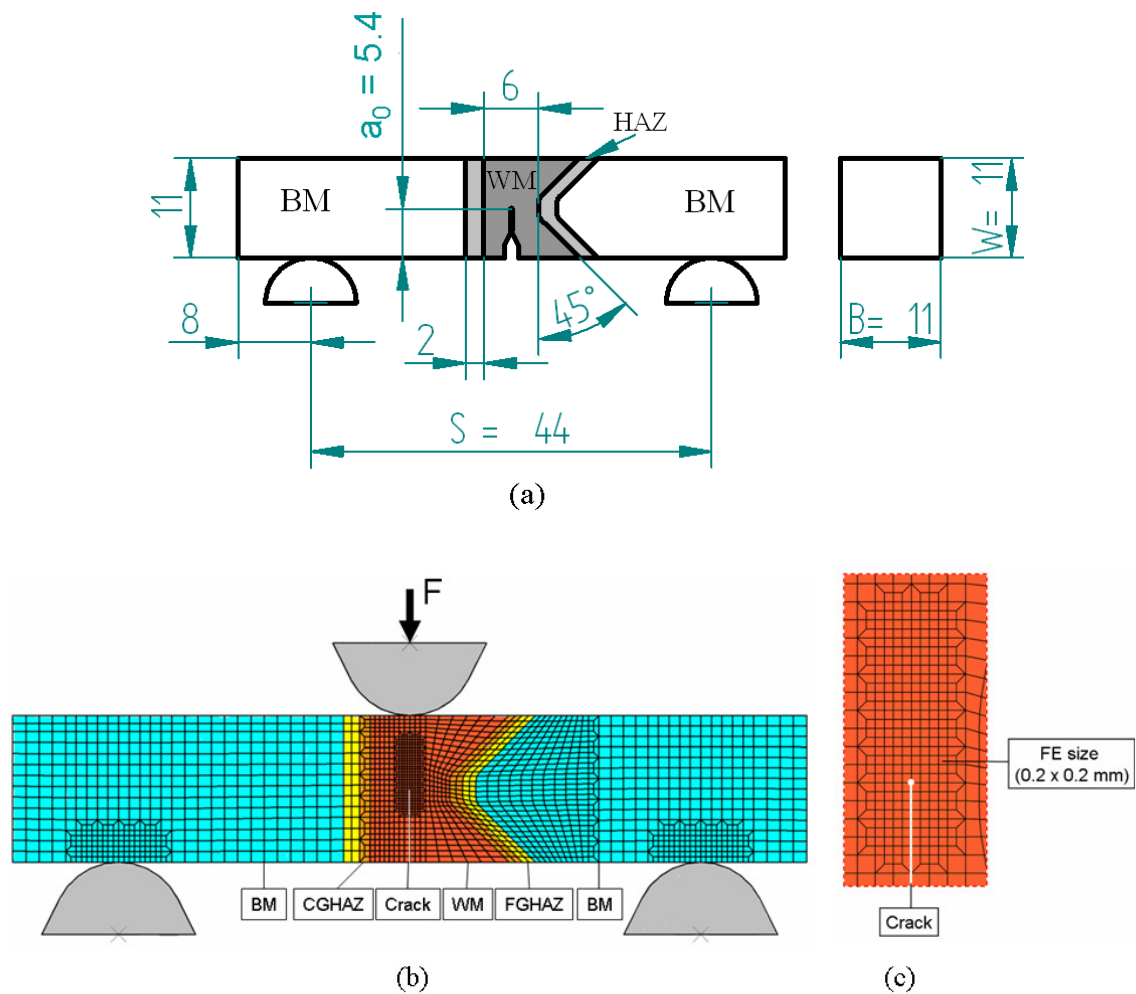 a0 = 5.4
6
HAZ
11
BM
WM
BM
W= 11
8
2
45°
B= 11
S = 44
(a)
F
FE size
(0.2 x 0.2 mm)
BM
CGHAZ
Crack
WM
FGHAZ
BM
Crack
(b)
(c)